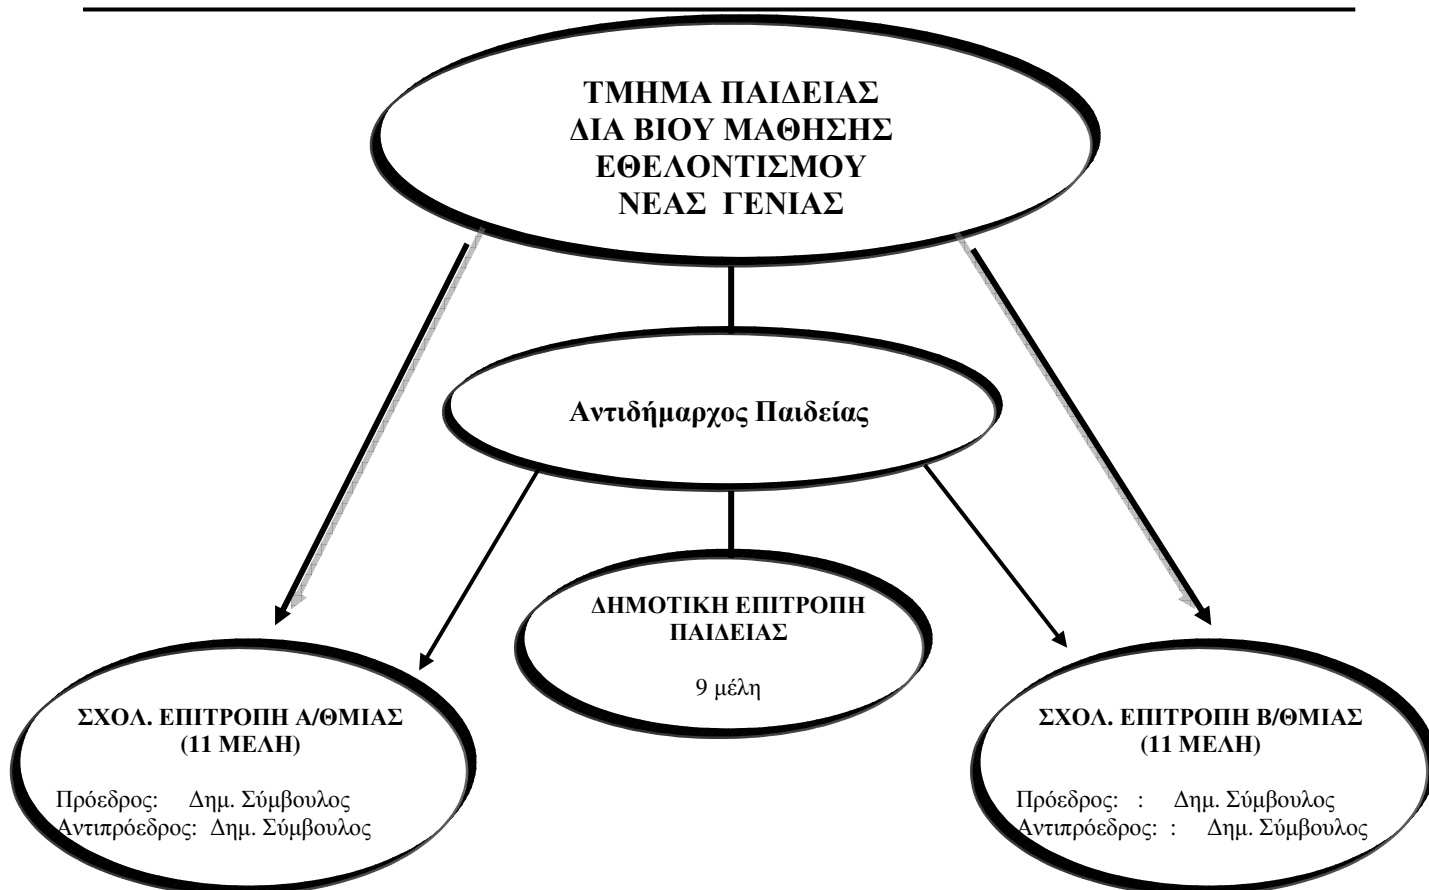 ΤΜΗΜΑ ΠΑΙΔΕΙΑΣ
ΔΙΑ ΒΙΟΥ ΜΑΘΗΣΗΣ
ΕΘΕΛΟΝΤΙΣΜΟΥ
ΝΕΑΣ ΓΕΝΙΑΣ
Αντιδήμαρχος Παιδείας
ΔΗΜΟΤΙΚΗ ΕΠΙΤΡΟΠΗ
ΠΑΙΔΕΙΑΣ
9 μέλη
ΣΧΟΛ. ΕΠΙΤΡΟΠΗ Α/ΘΜΙΑΣ
(11 ΜΕΛΗ)
Πρόεδρος: Δημ. Σύμβουλος
Αντιπρόεδρος: Δημ. Σύμβουλος
ΣΧΟΛ. ΕΠΙΤΡΟΠΗ Β/ΘΜΙΑΣ
(11 ΜΕΛΗ)
Πρόεδρος: : Δημ. Σύμβουλος
Αντιπρόεδρος: : Δημ. Σύμβουλος